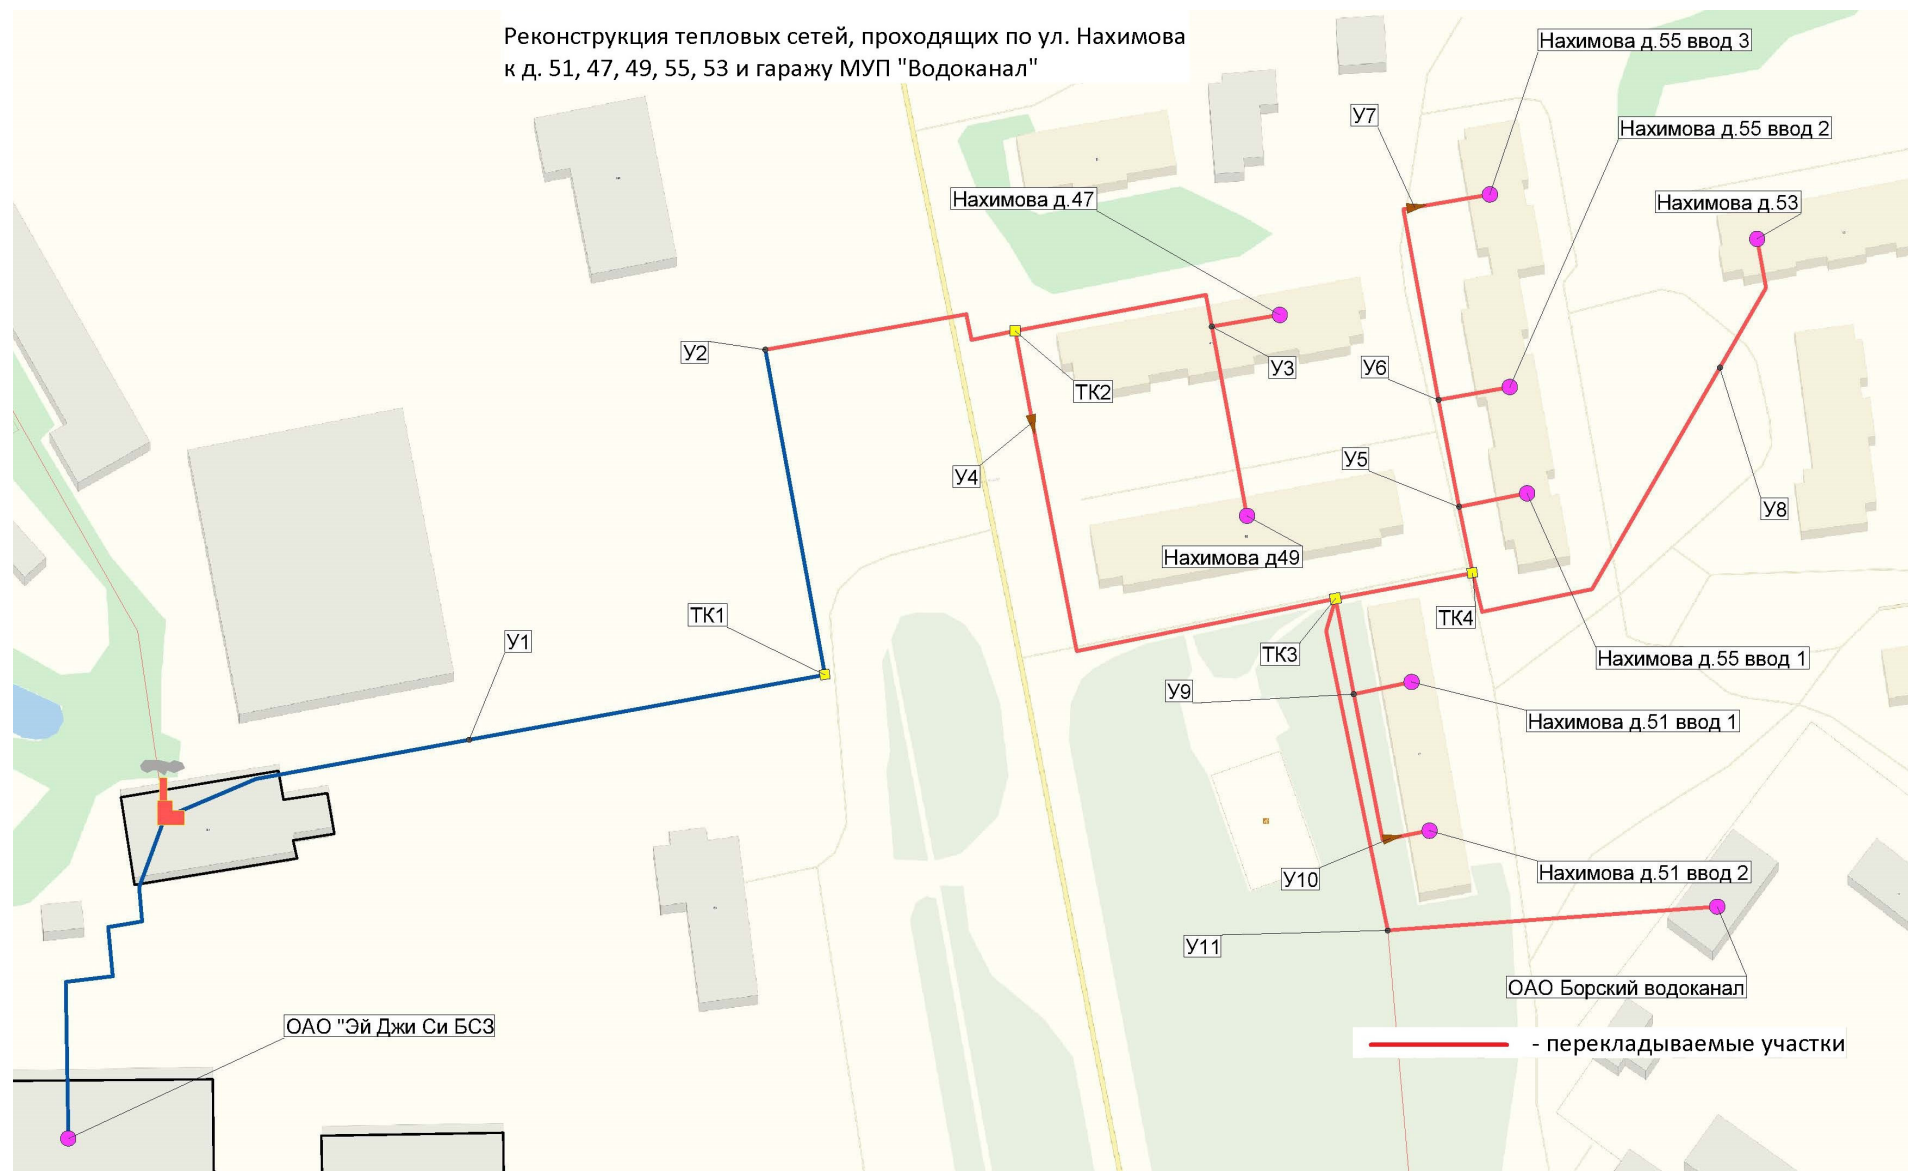 Реконструкция тепловых сетей, проходящих по ул. Нахимова
к д. 51, 47, 49, 55, 53 и гаражу МУП "Водоканал"
Нахимова д.55 ввод 3
У7
Нахимова д.55 ввод 2
Нахимова д.47
Нахимова д.53
У2
У3
У6
ТК2
У5
У4
У8
Нахимова д49
ТК1
ТК4
У1
ТК3
Нахимова д.55 ввод 1
У9
Нахимова д.51 ввод 1
У10
Нахимова д.51 ввод 2
У11
ОАО Борский водоканал
ОАО "Эй Джи Си БСЗ
- перекладываемые участки